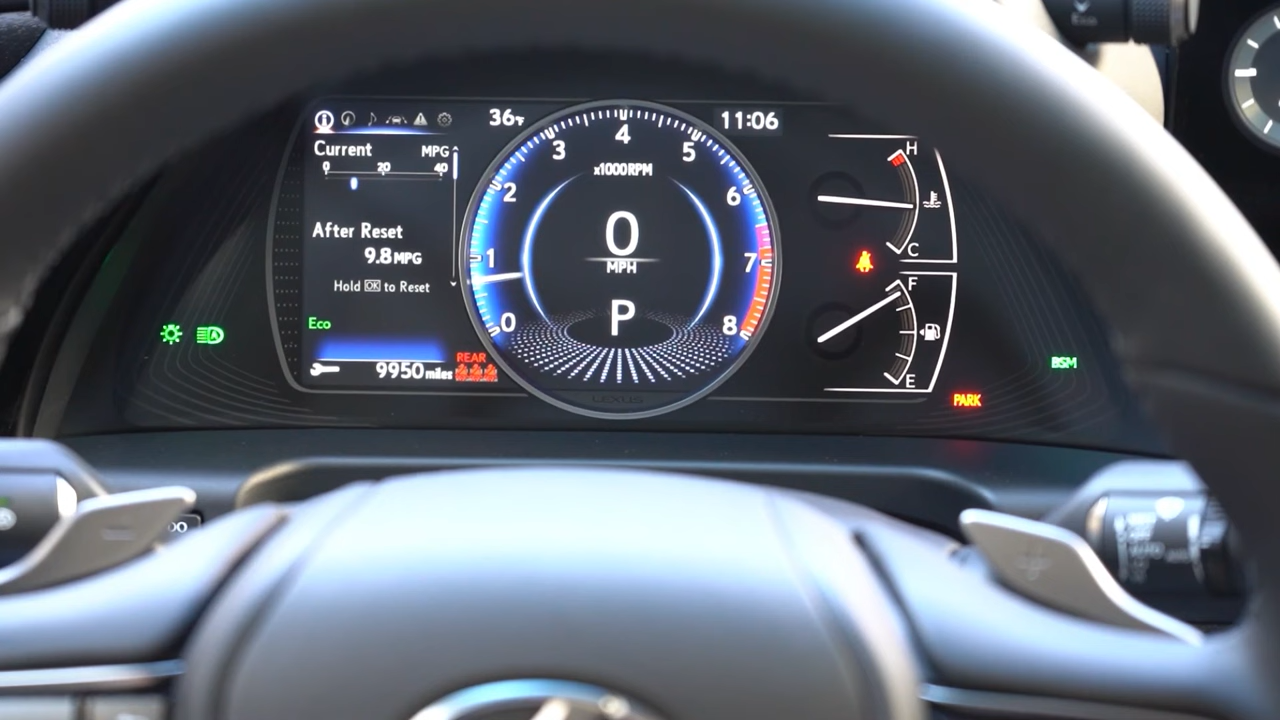 36°F
11:06
Current MPG
0 20 40
After Reset
9.8 MPG
Hold OK to Reset
Eco
9950 miles
REAR
0 1 2 3 4 5 6 7 8
x1000RPM
0
MPH
P
LEXUS
H
C
F
E
PARK
BSM